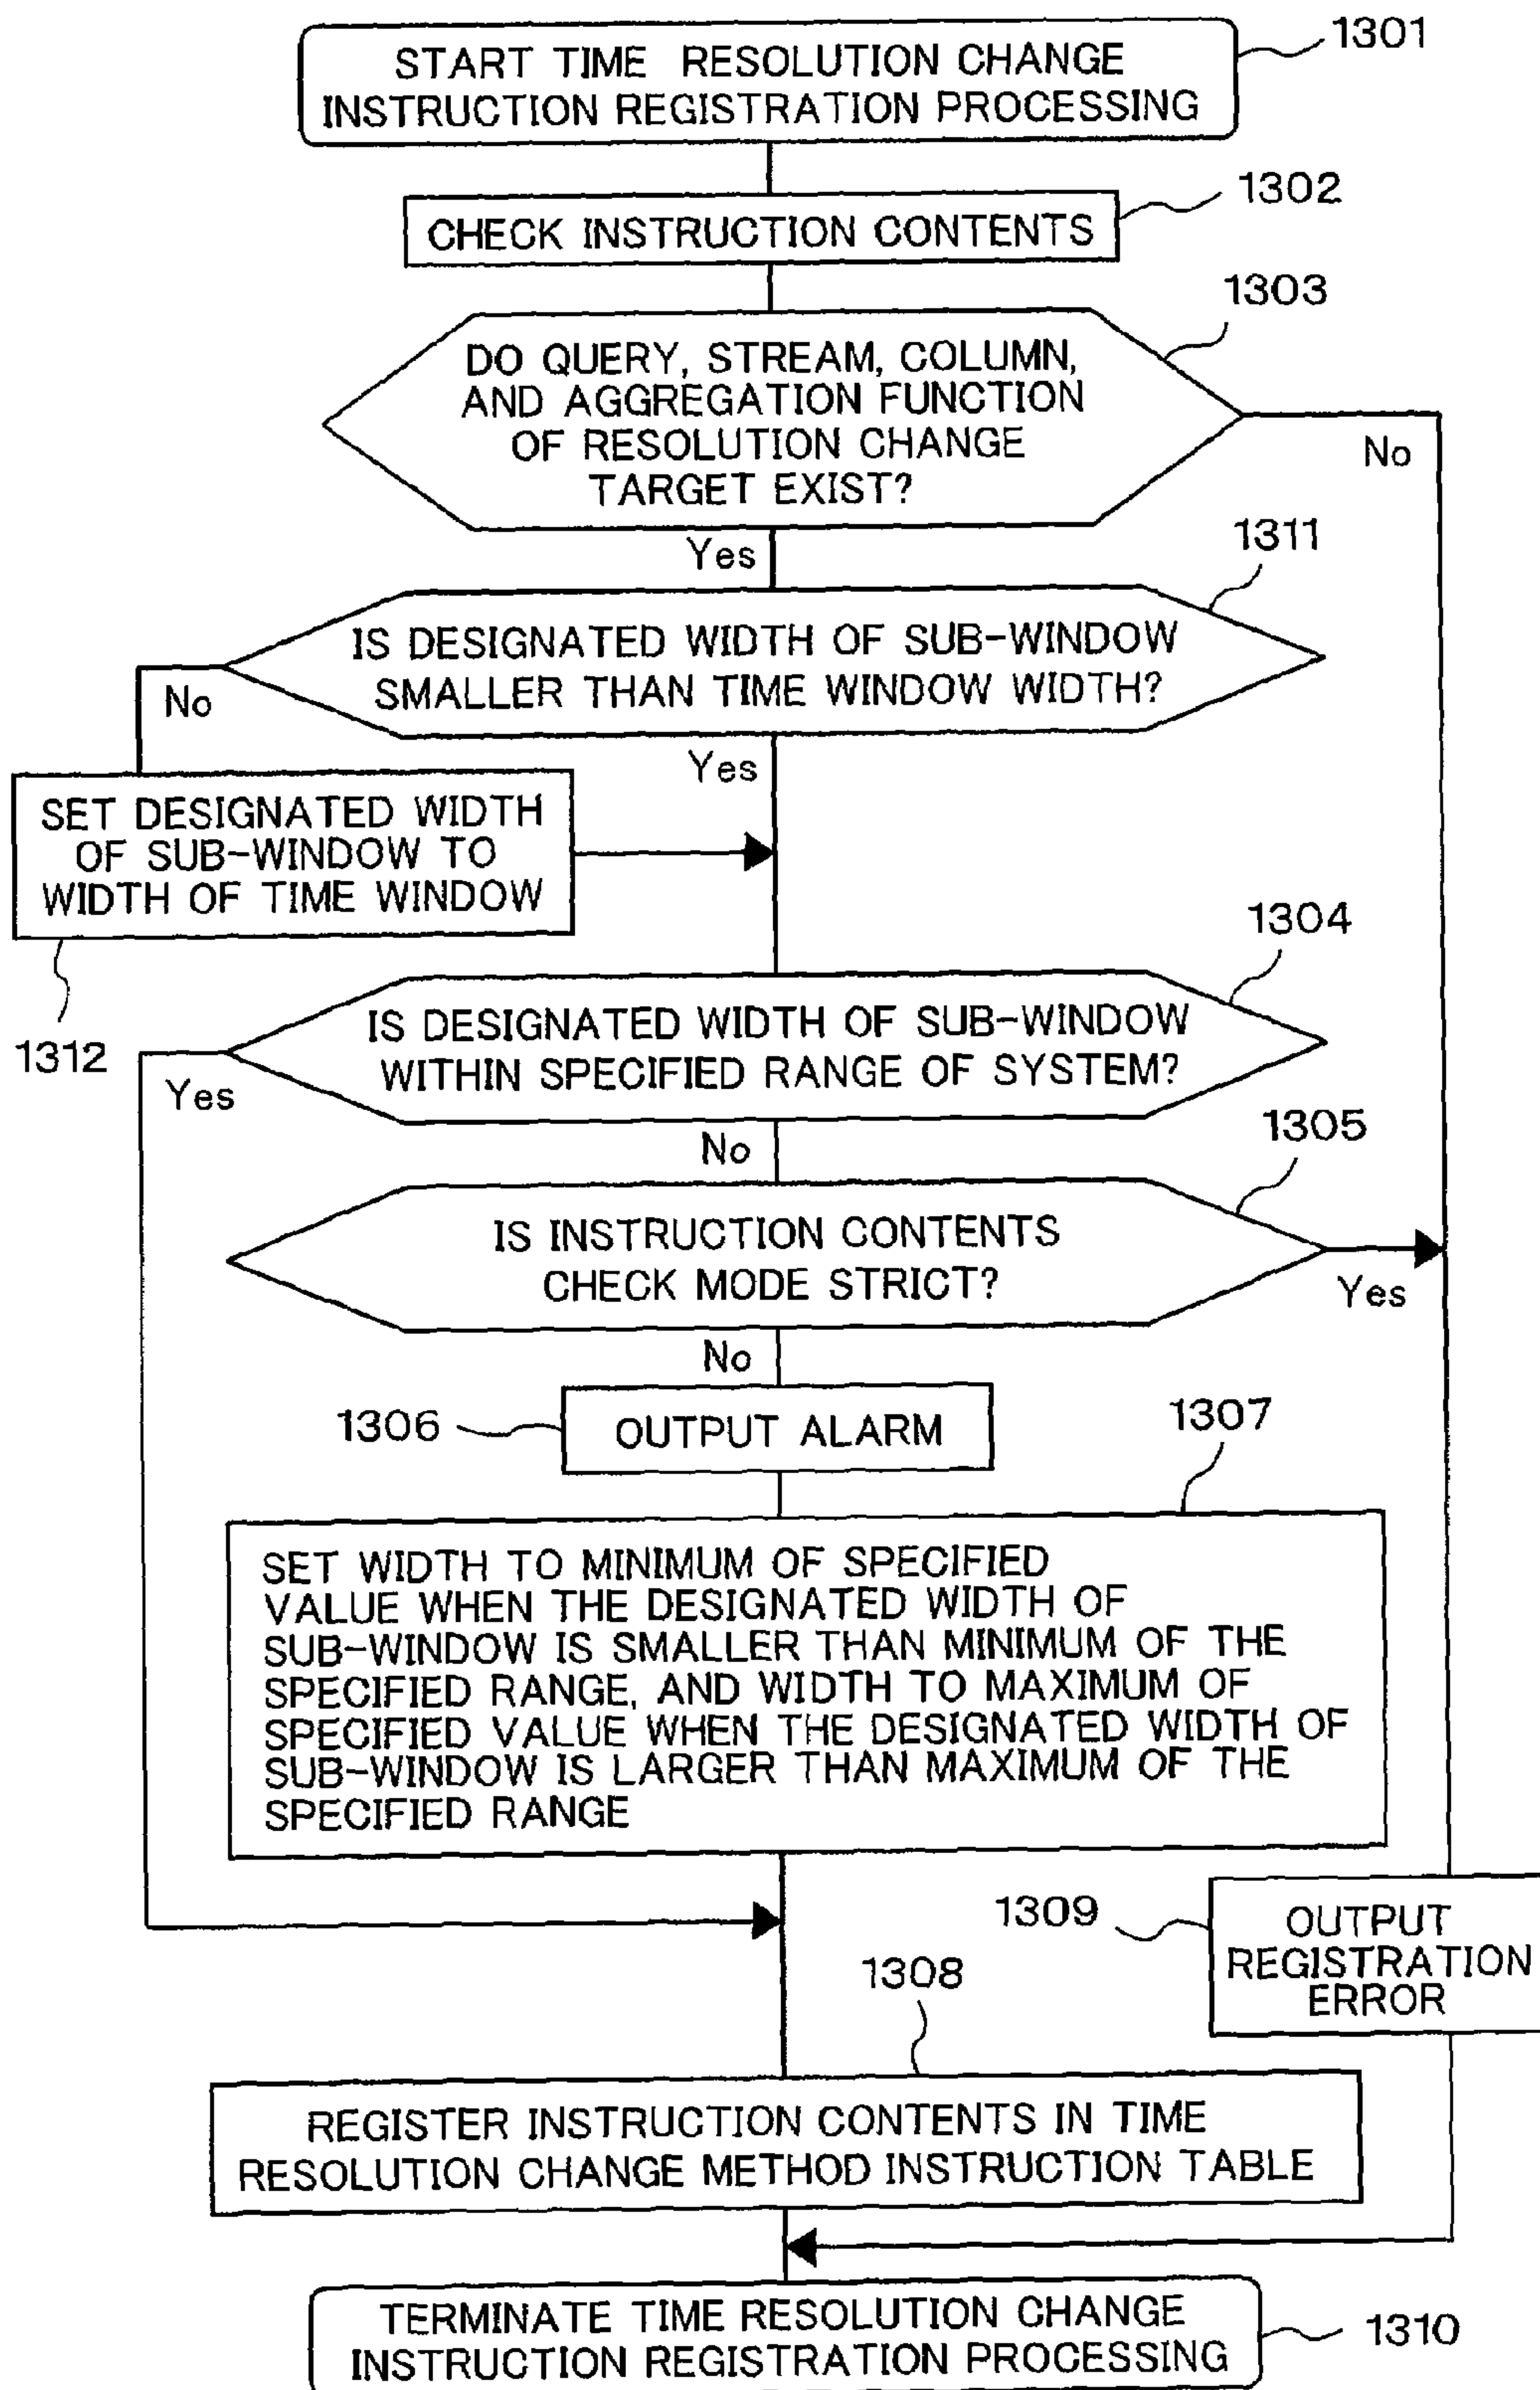 START TIME RESOLUTION CHANGE
INSTRUCTION REGISTRATION PROCESSING
1301
CHECK INSTRUCTION CONTENTS
1302
DO QUERY, STREAM, COLUMN,
AND AGGREGATION FUNCTION
OF RESOLUTION CHANGE
TARGET EXIST?
1303
No
Yes
IS DESIGNATED WIDTH OF SUB-WINDOW
SMALLER THAN TIME WINDOW WIDTH?
1311
No
Yes
SET DESIGNATED WIDTH
OF SUB-WINDOW TO
WIDTH OF TIME WINDOW
1312
IS DESIGNATED WIDTH OF SUB-WINDOW
WITHIN SPECIFIED RANGE OF SYSTEM?
1304
Yes
No
IS INSTRUCTION CONTENTS
CHECK MODE STRICT?
1305
Yes
No
1306
OUTPUT ALARM
1307
SET WIDTH TO MINIMUM OF SPECIFIED
VALUE WHEN THE DESIGNATED WIDTH OF
SUB-WINDOW IS SMALLER THAN MINIMUM OF THE
SPECIFIED RANGE, AND WIDTH TO MAXIMUM OF
SPECIFIED VALUE WHEN THE DESIGNATED WIDTH OF
SUB-WINDOW IS LARGER THAN MAXIMUM OF THE
SPECIFIED RANGE
1309
OUTPUT
REGISTRATION
ERROR
1308
REGISTER INSTRUCTION CONTENTS IN TIME
RESOLUTION CHANGE METHOD INSTRUCTION TABLE
TERMINATE TIME RESOLUTION CHANGE
INSTRUCTION REGISTRATION PROCESSING
1310